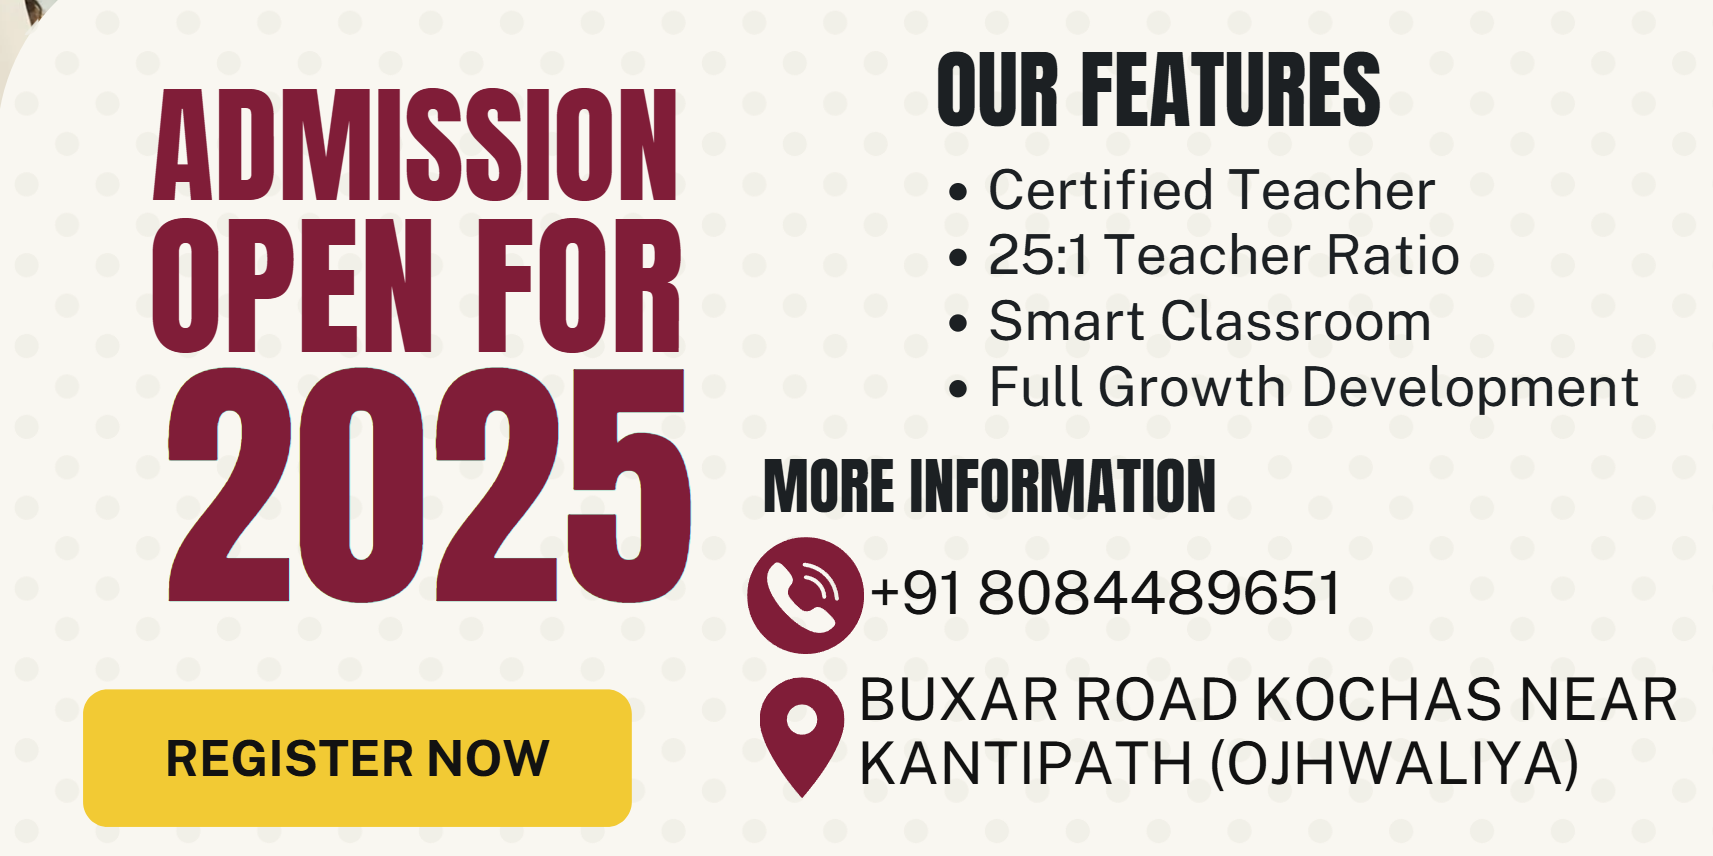 ADMISSION
OPEN FOR
2025
REGISTER NOW
OUR FEATURES
• Certified Teacher
• 25:1 Teacher Ratio
• Smart Classroom
• Full Growth Development
MORE INFORMATION
+91 8084489651
BUXAR ROAD KOCHAS NEAR
KANTIPATH (OJHWALIYA)